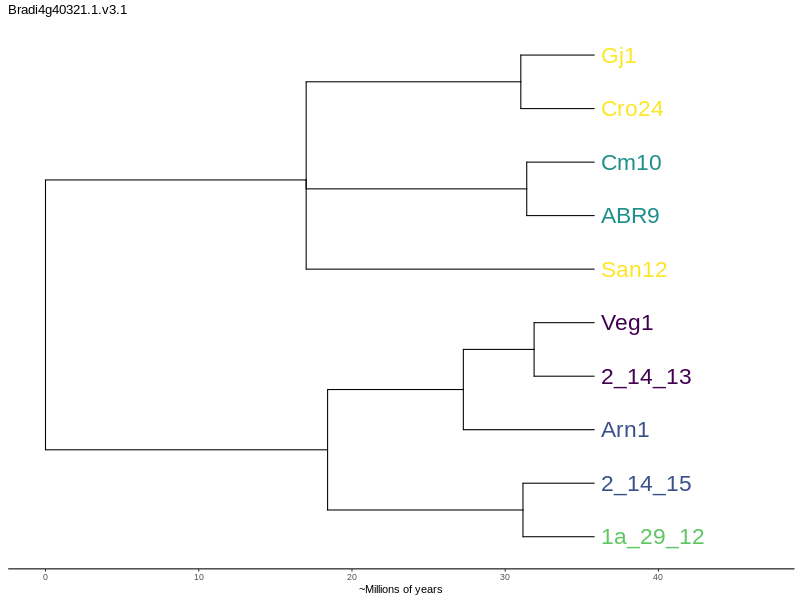 Bradi4g40321.1.v3.1
Gj1
Cro24
Cm10
ABR9
San12
Veg1
2_14_13
Arn1
2_14_15
1a_29_12
0 10 20 30 40
~Millions of years